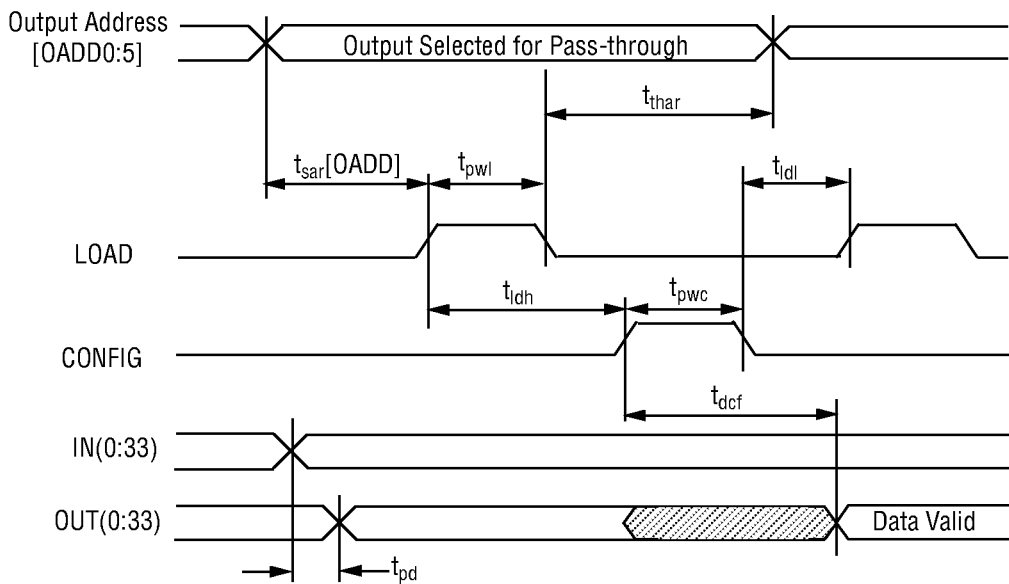 Output Address
[OADD0:5]
Output Selected for Pass-through
t_thar
t_sar[OADD]
t_pwl
t_ldl
LOAD
t_ldh
t_pwc
CONFIG
t_dcf
IN(0:33)
OUT(0:33)
Data Valid
t_pd